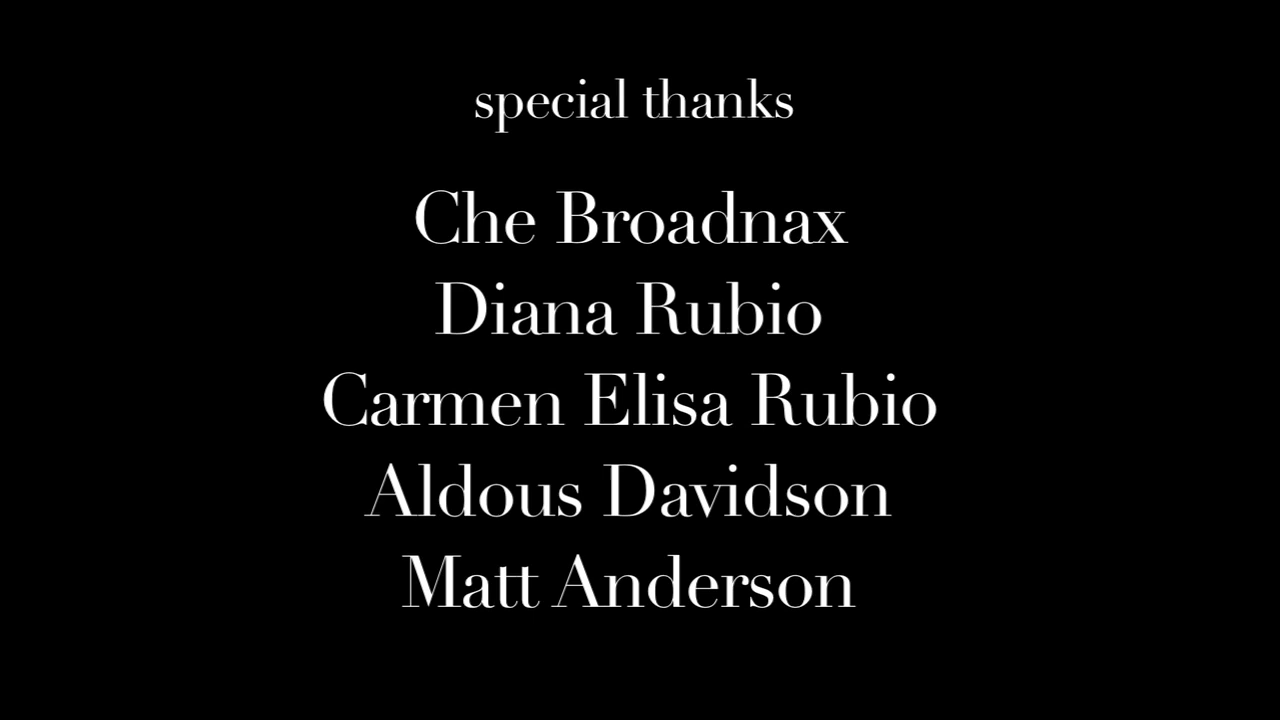 special thanks
Che Broadnax
Diana Rubio
Carmen Elisa Rubio
Aldous Davidson
Matt Anderson